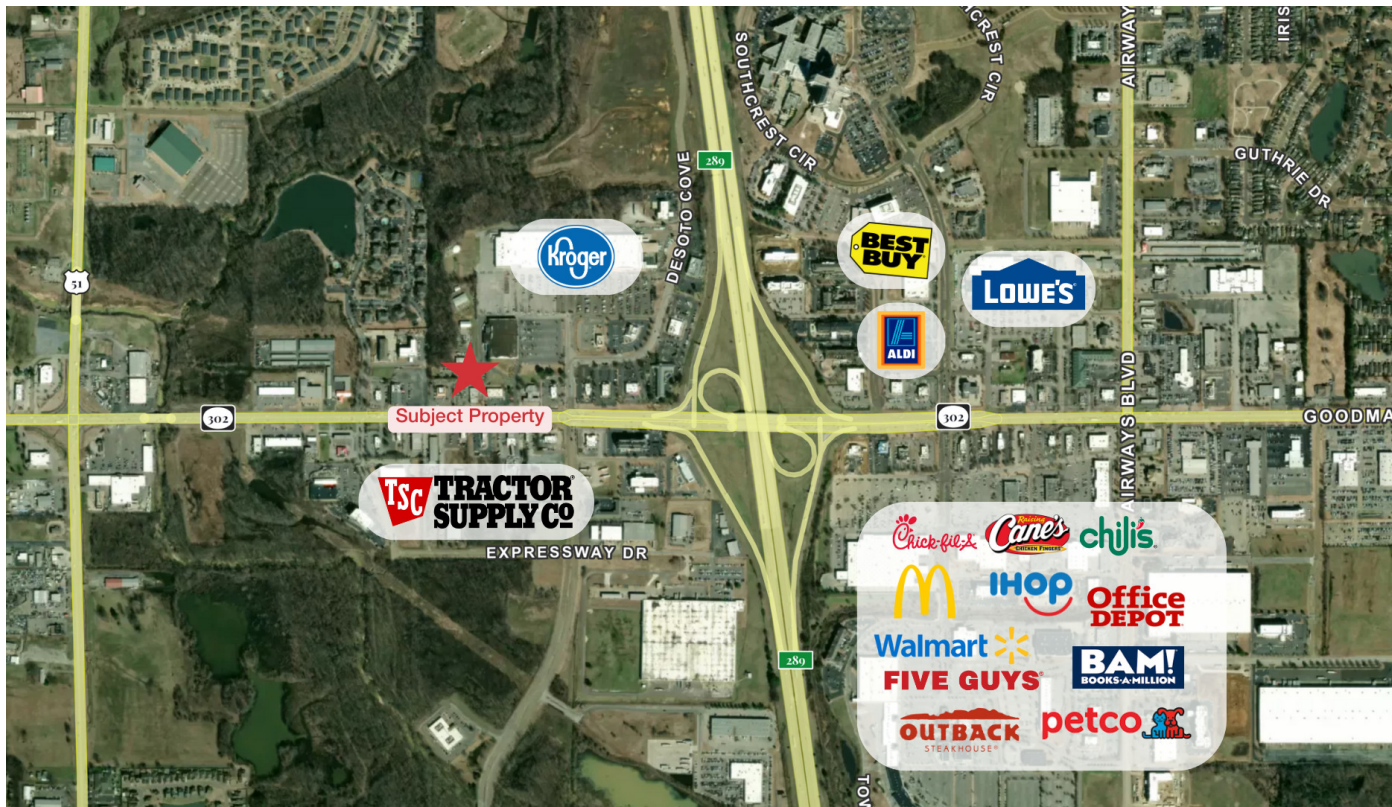 SOUTHCREST CIR
HCREST CIR
AIRWAY
IRIS
289
DESOTO COVE
GUTHRIE DR
Kroger
BEST
BUY
LOWE'S
51
ALDI
302
Subject Property
302
AIRWAYS BLVD
GOODMA
TSC TRACTOR
SUPPLY CO
EXPRESSWAY DR
Chick-fil-A
Raising
Cane's
CHICKEN FINGERS
chili's
IHOP
Office
DEPOT
Walmart
BAM!
BOOKS·A·MILLION
FIVE GUYS®
289
OUTBACK
STEAKHOUSE®
petco
TOW